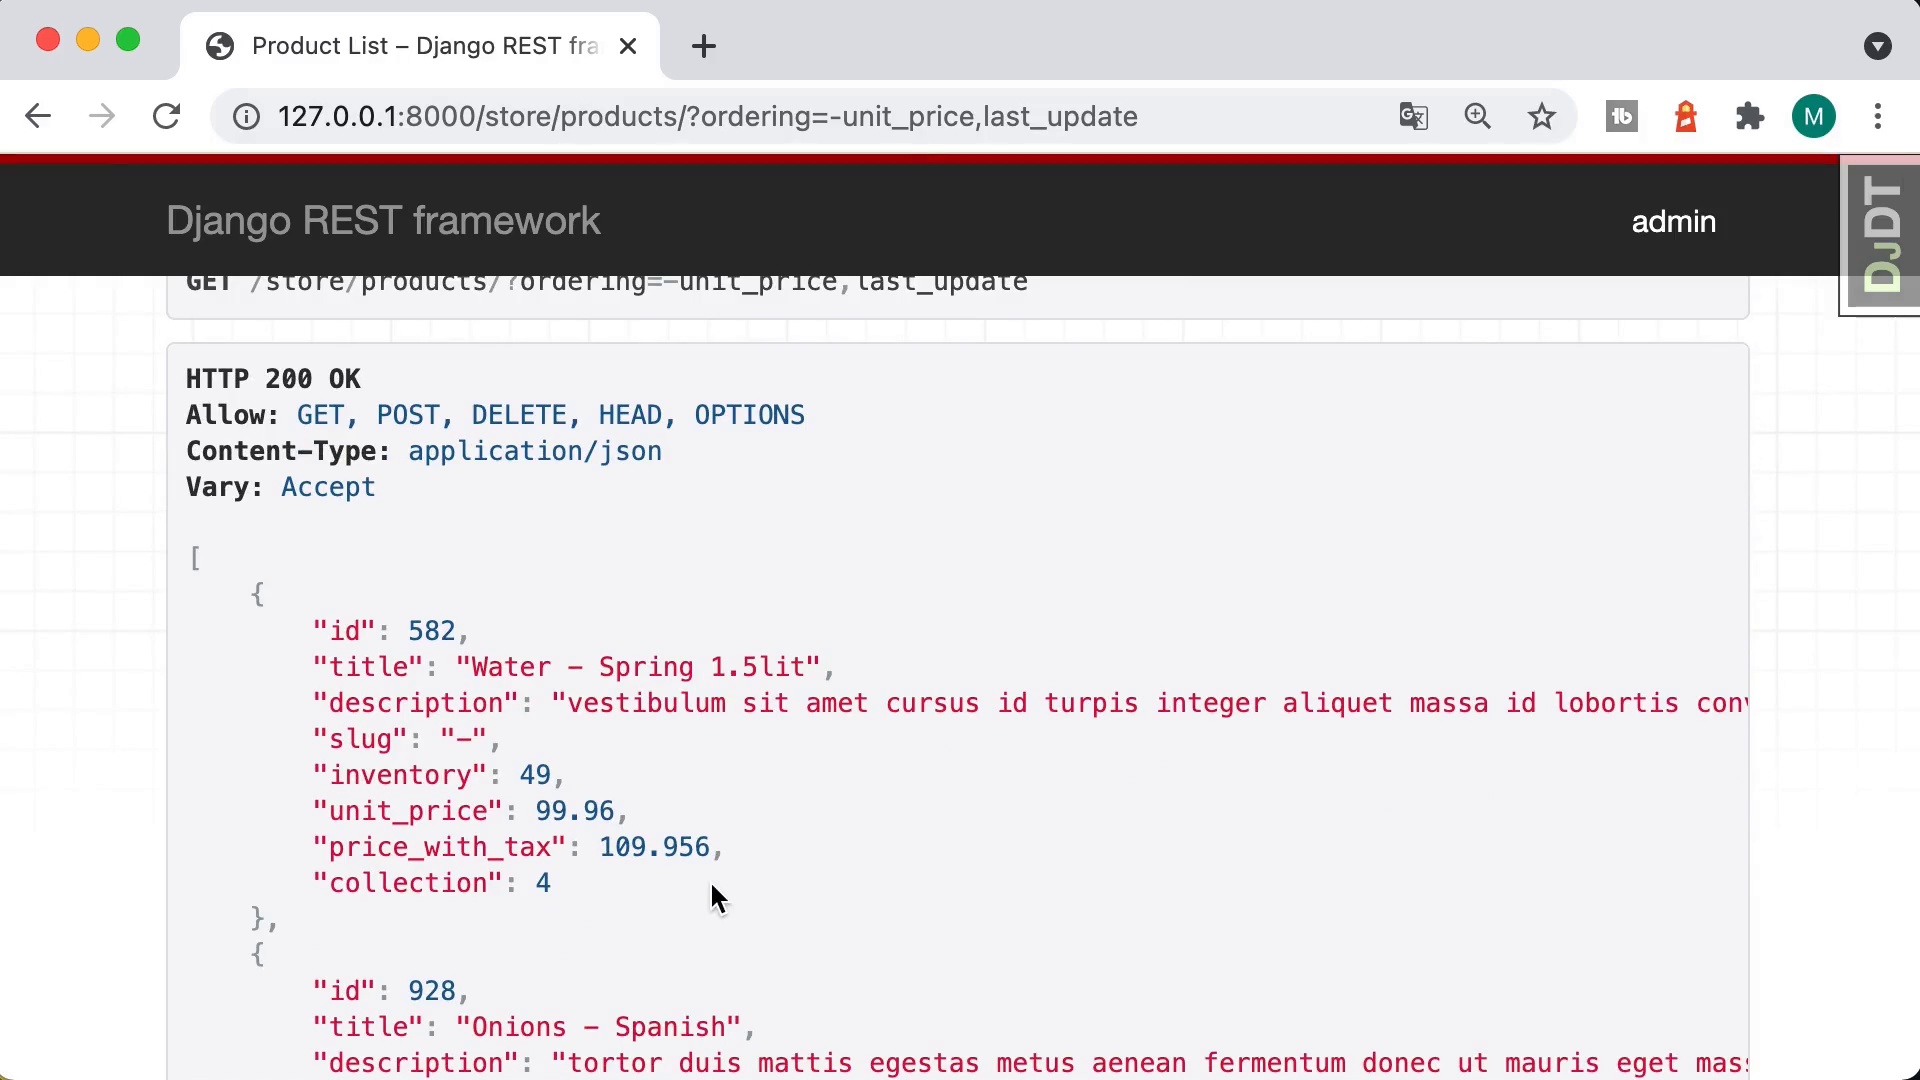 Product List – Django REST fra
127.0.0.1:8000/store/products/?ordering=-unit_price,last_update
M
Django REST framework
admin
DjDT
GET /store/products/?ordering=-unit_price,last_update
HTTP 200 OK
Allow: GET, POST, DELETE, HEAD, OPTIONS
Content-Type: application/json
Vary: Accept
[
{
"id": 582,
"title": "Water - Spring 1.5lit",
"description": "vestibulum sit amet cursus id turpis integer aliquet massa id lobortis conv
"slug": "-",
"inventory": 49,
"unit_price": 99.96,
"price_with_tax": 109.956,
"collection": 4
},
{
"id": 928,
"title": "Onions - Spanish",
"description": "tortor duis mattis egestas metus aenean fermentum donec ut mauris eget mass